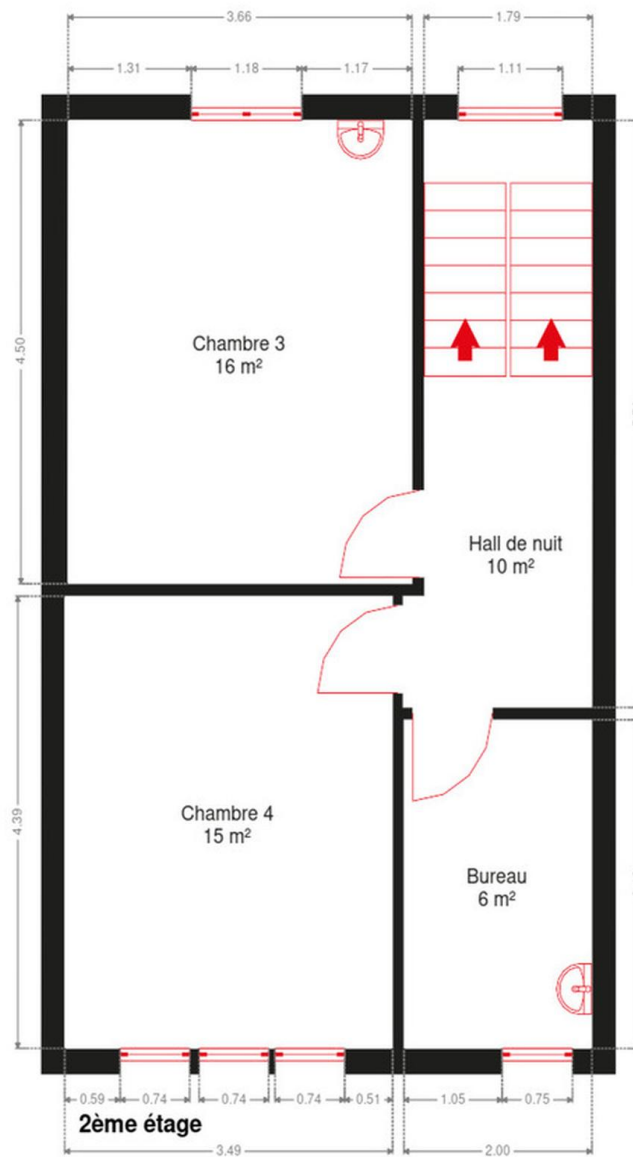 3.66
1.79
1.31
1.18
1.17
1.11
4.50
Chambre 3
16 m²
Hall de nuit
10 m²
4.39
Chambre 4
15 m²
Bureau
6 m²
0.59
0.74
0.74
0.74
0.51
1.05
0.75
2ème étage
3.49
2.00